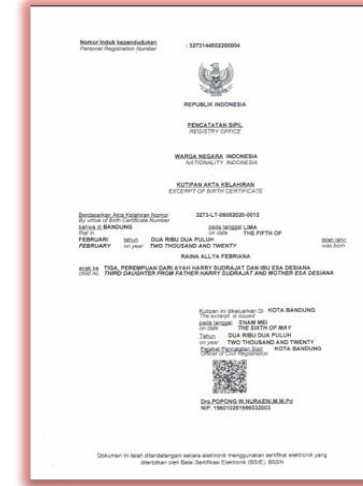 Nomor Induk Kependudukan : 3273144602200004
Personal Registration Number
REPUBLIK INDONESIA
PENCATATAN SIPIL
REGISTRY OFFICE
WARGA NEGARA INDONESIA
NATIONALITY INDONESIA
KUTIPAN AKTA KELAHIRAN
EXCERPT OF BIRTH CERTIFICATE
Berdasarkan Akta Kelahiran Nomor 3273-LT-06052020-0012
By virtue of Birth Certificate Number
bahwa di BANDUNG pada tanggal LIMA
that in on date THE FIFTH OF
FEBRUARI tahun DUA RIBU DUA PULUH telah lahir
FEBRUARY on year TWO THOUSAND AND TWENTY was born
RAINA ALLYA FEBRIANA
anak ke TIGA, PEREMPUAN DARI AYAH HARRY SUDRAJAT DAN IBU ESA DESIANA
child no THIRD DAUGHTER FROM FATHER HARRY SUDRAJAT AND MOTHER ESA DESIANA
Kutipan ini dikeluarkan Di KOTA BANDUNG
The excerpt is issued
pada tanggal ENAM MEI
on date THE SIXTH OF MAY
Tahun DUA RIBU DUA PULUH
on year TWO THOUSAND AND TWENTY
Pejabat Pencatatan Sipil KOTA BANDUNG
Officer of Civil Registration
Dra.POPONG W.NURAENI,M.M.Pd
NIP. 196010251986032003
Dokumen ini telah ditandatangani secara elektronik menggunakan sertifikat elektronik yang
diterbitkan oleh Balai Sertifikasi Elektronik (BSrE), BSSN